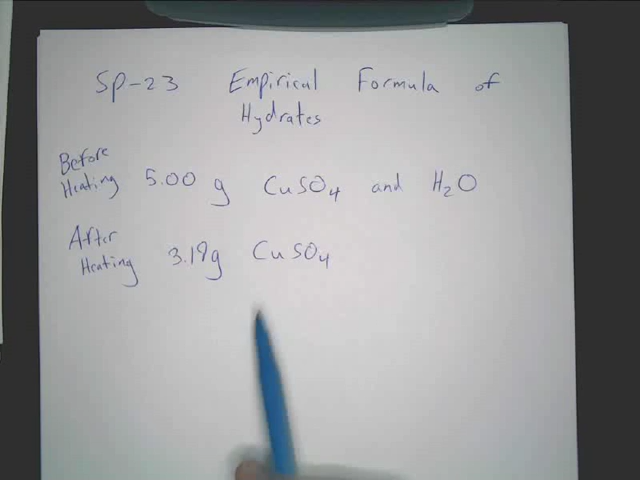 SP-23 Empirical Formula of
Hydrates
Before
Heating 5.00 g CuSO₄ and H₂O
After
Heating 3.19g CuSO₄